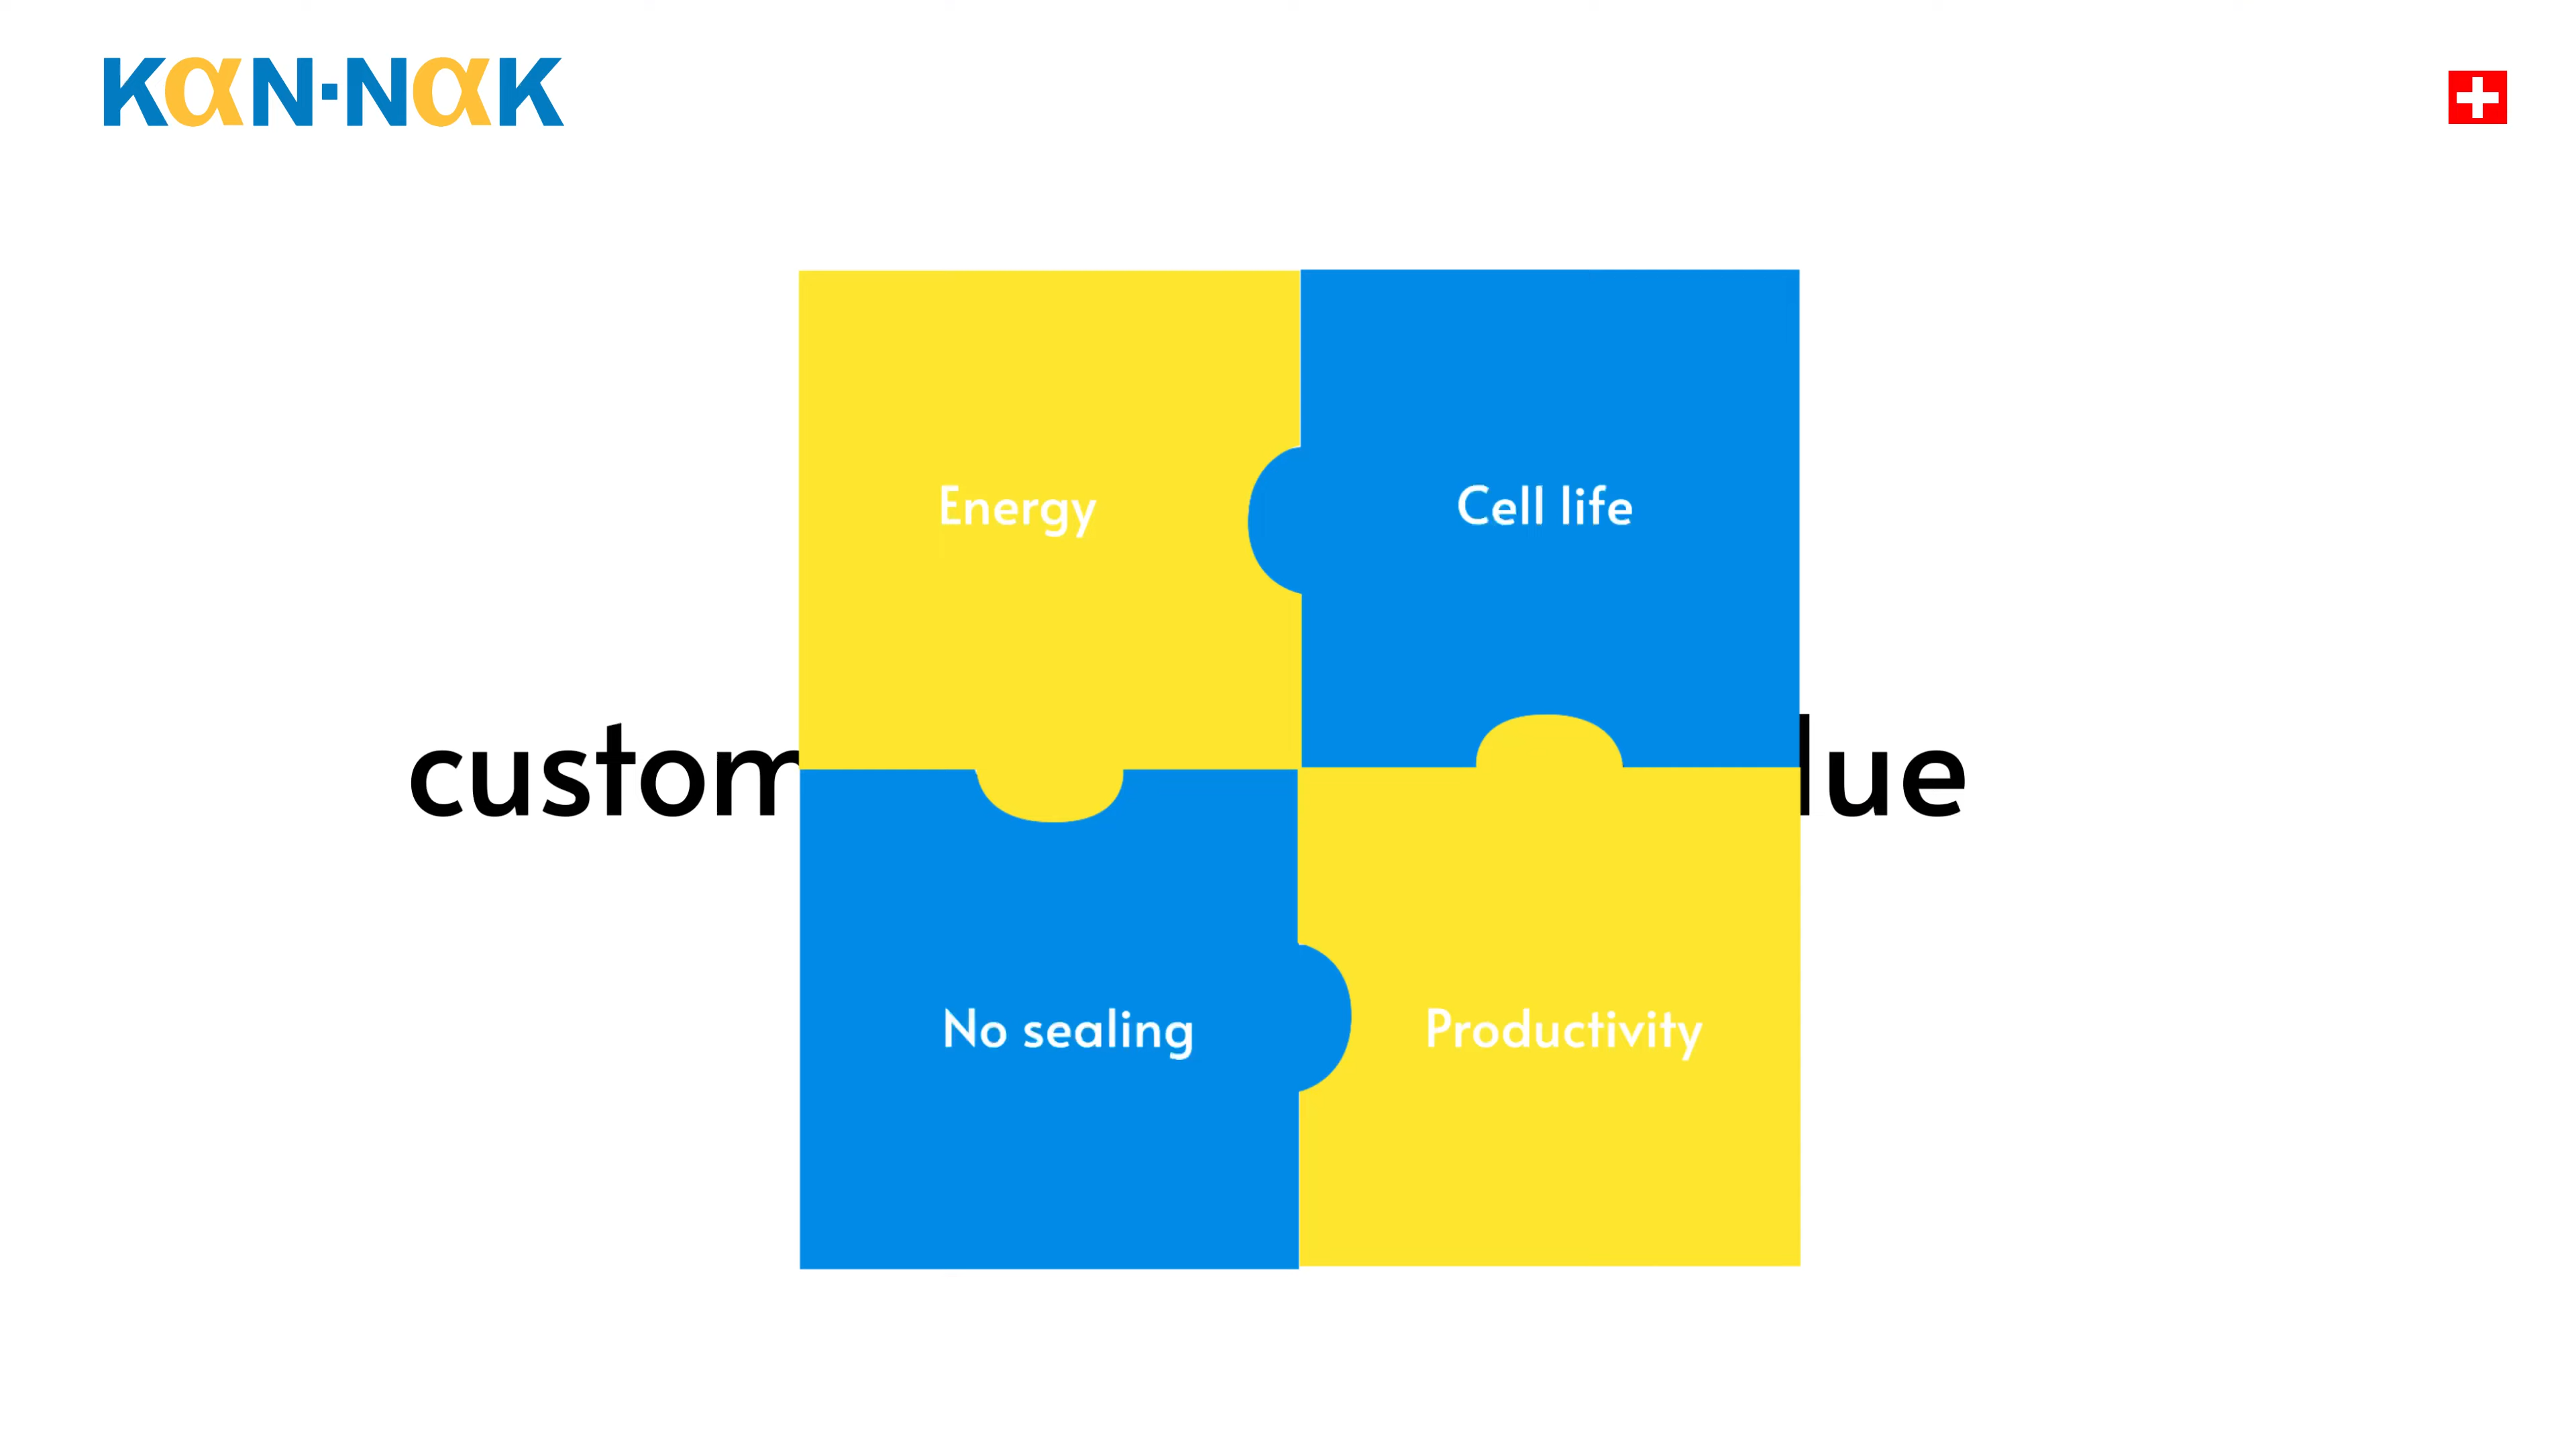 KαN·NαK
Energy
Cell life
custom lue
No sealing
Productivity